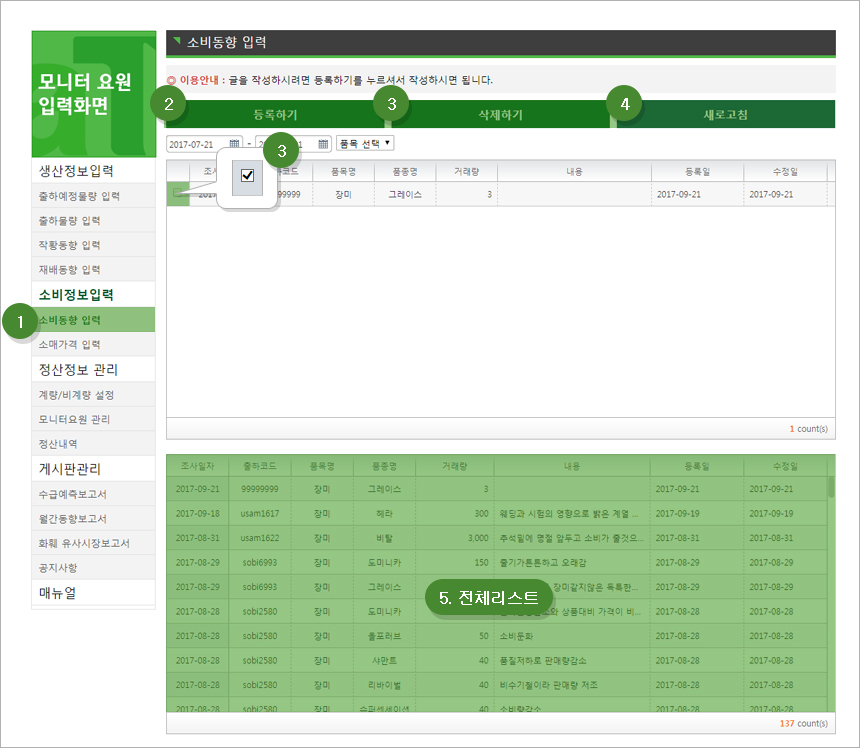 모니터 요원
입력화면
생산정보입력
출하예정물량 입력
출하물량 입력
작황동향 입력
재배동향 입력
소비정보입력
1 소비동향 입력
소매가격 입력
정산정보 관리
계량/비계량 설정
모니터요원 관리
정산내역
게시판관리
수급예측보고서
월간동향보고서
화훼 유사시장보고서
공지사항
매뉴얼
소비동향 입력
◎ 이용안내 : 글을 작성하시려면 등록하기를 누르셔서 작성하시면 됩니다.
2 등록하기 3 삭제하기 4 새로고침
2017-07-21 - 품목 선택 ▼
3
품목명 품종명 거래량 내용 등록일 수정일
장미 그레이스 3 2017-09-21 2017-09-21
1 count(s)
조사일자 출하코드 품목명 품종명 거래량 내용 등록일 수정일
2017-09-21 99999999 장미 그레이스 3 2017-09-21 2017-09-21
2017-09-18 usam1617 장미 헤라 300 웨딩과 시험의 영향으로 밝은 계열 ... 2017-09-19 2017-09-19
2017-08-31 usam1622 장미 비탈 3,000 추석밑에 명절 앞두고 소비가 줄것으... 2017-08-31 2017-08-31
2017-08-29 sobi6993 장미 도미니카 150 줄기가튼튼하고 오래감 2017-08-29 2017-08-29
2017-08-29 sobi6993 장미 그레이스 장미같지않은 독특한... 2017-08-29 2017-08-29
5. 전체리스트
2017-08-28 sobi2580 장미 도미니카 상품대비 가격이 비... 2017-08-28 2017-08-28
2017-08-28 sobi2580 장미 졸프러브 50 소비둔화 2017-08-28 2017-08-28
2017-08-28 sobi2580 장미 샤만트 40 품질저하로 판매량감소 2017-08-28 2017-08-28
2017-08-28 sobi2580 장미 리바이벌 40 비수기철이라 판매량 저조 2017-08-28 2017-08-28
2017-08-28 sobi2580 장미 슈퍼센세이션 40 소비량감소 2017-08-28 2017-08-28
137 count(s)